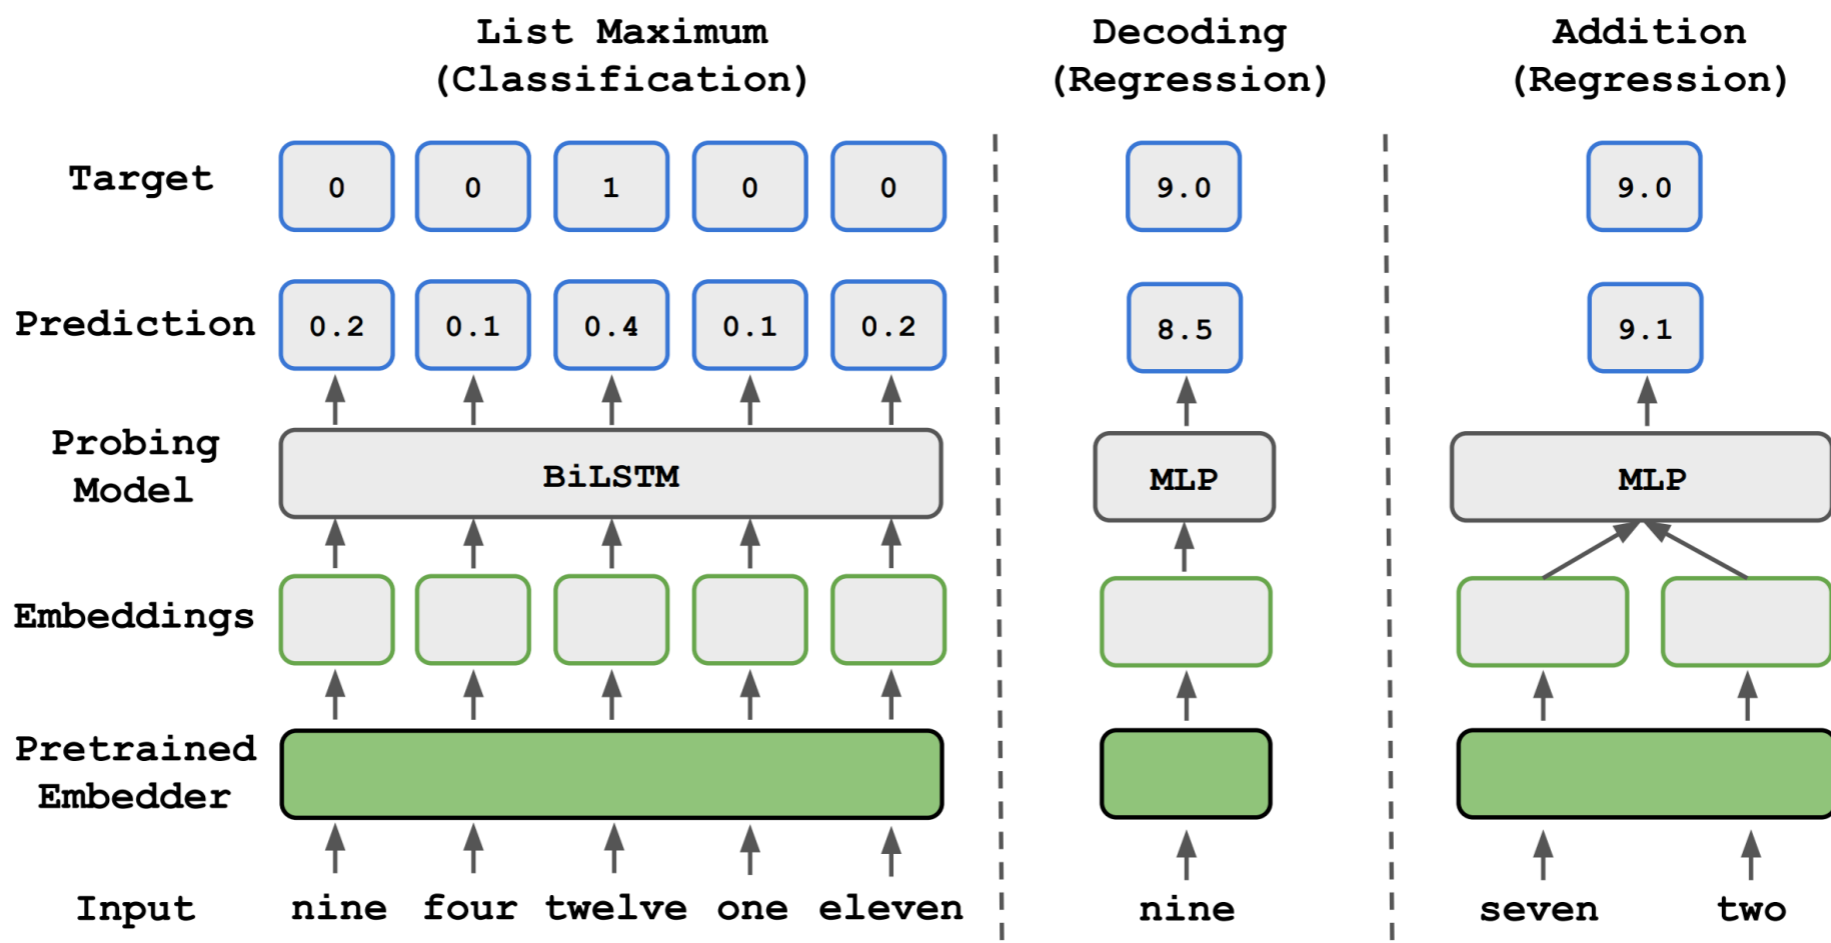 List Maximum
(Classification)
Decoding
(Regression)
Addition
(Regression)
Target
0 0 1 0 0 9.0 9.0
Prediction
0.2 0.1 0.4 0.1 0.2 8.5 9.1
Probing
Model
BiLSTM MLP MLP
Embeddings
Pretrained
Embedder
Input nine four twelve one eleven nine seven two